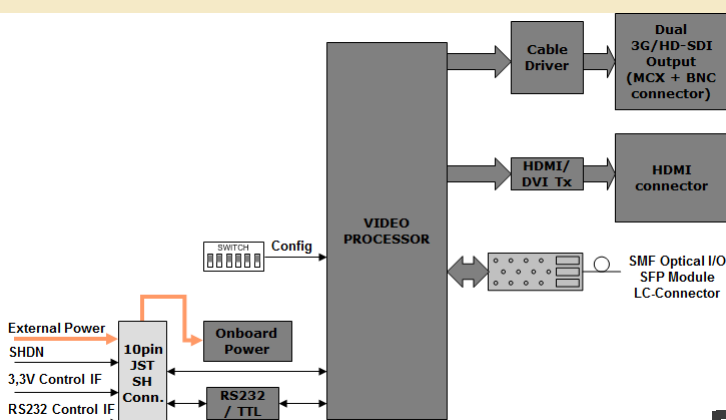 Cable
Driver
Dual
3G/HD-SDI
Output
(MCX + BNC
connector)
HDMI/
DVI Tx
HDMI
connector
VIDEO
PROCESSOR
SWITCH
Config
SMF Optical I/O
SFP Module
LC-Connector
External Power
SHDN
3,3V Control IF
RS232 Control IF
10pin
JST
SH
Conn.
Onboard
Power
RS232
/ TTL